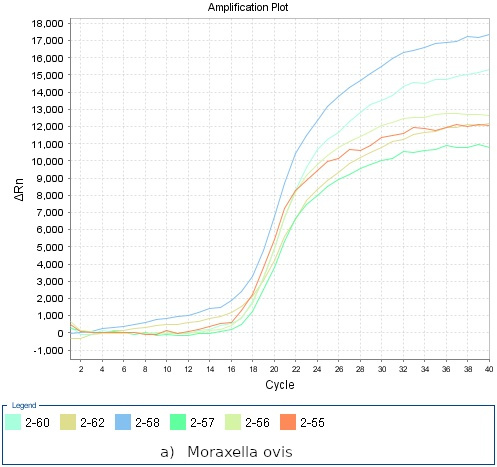 Amplification Plot
18,000
17,000
16,000
15,000
14,000
13,000
12,000
11,000
10,000
9,000
8,000
7,000
6,000
5,000
4,000
3,000
2,000
1,000
0
-1,000
ΔRn
2 4 6 8 10 12 14 16 18 20 22 24 26 28 30 32 34 36 38 40
Cycle
Legend
2-60 2-62 2-58 2-57 2-56 2-55
a) Moraxella ovis